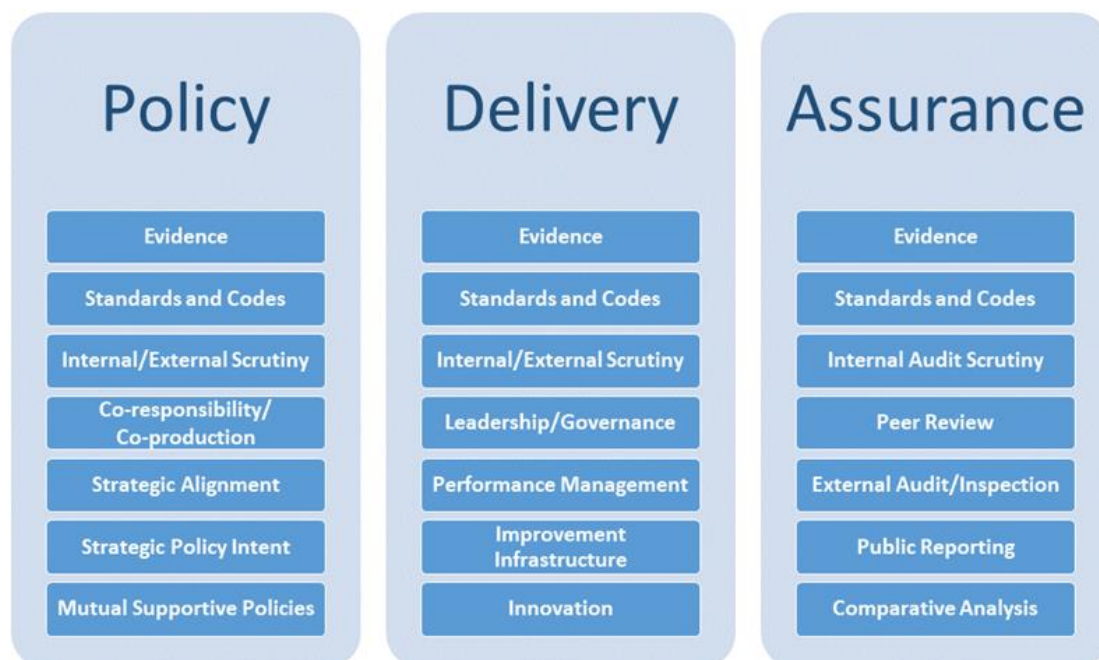 Policy
Evidence
Standards and Codes
Internal/External Scrutiny
Co-responsibility/
Co-production
Strategic Alignment
Strategic Policy Intent
Mutual Supportive Policies
Delivery
Evidence
Standards and Codes
Internal/External Scrutiny
Leadership/Governance
Performance Management
Improvement
Infrastructure
Innovation
Assurance
Evidence
Standards and Codes
Internal Audit Scrutiny
Peer Review
External Audit/Inspection
Public Reporting
Comparative Analysis